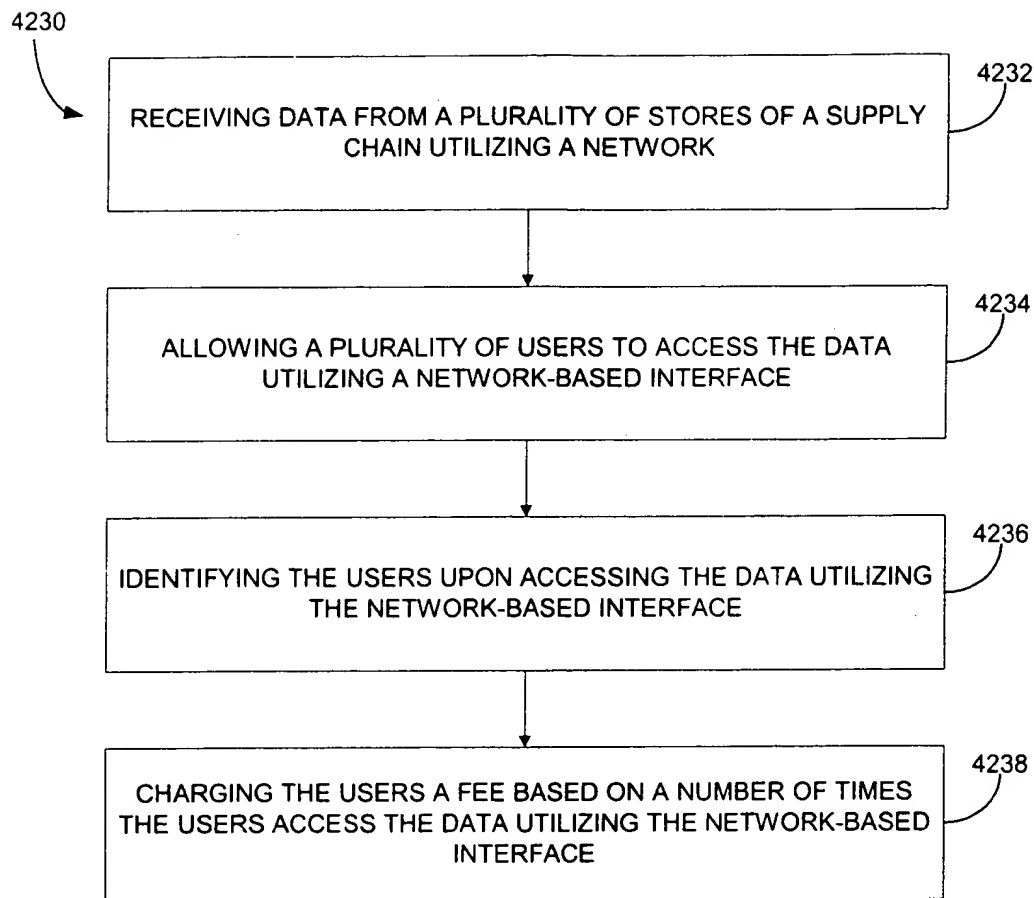 4230
4232
RECEIVING DATA FROM A PLURALITY OF STORES OF A SUPPLY
CHAIN UTILIZING A NETWORK
4234
ALLOWING A PLURALITY OF USERS TO ACCESS THE DATA
UTILIZING A NETWORK-BASED INTERFACE
4236
IDENTIFYING THE USERS UPON ACCESSING THE DATA UTILIZING
THE NETWORK-BASED INTERFACE
4238
CHARGING THE USERS A FEE BASED ON A NUMBER OF TIMES
THE USERS ACCESS THE DATA UTILIZING THE NETWORK-BASED
INTERFACE